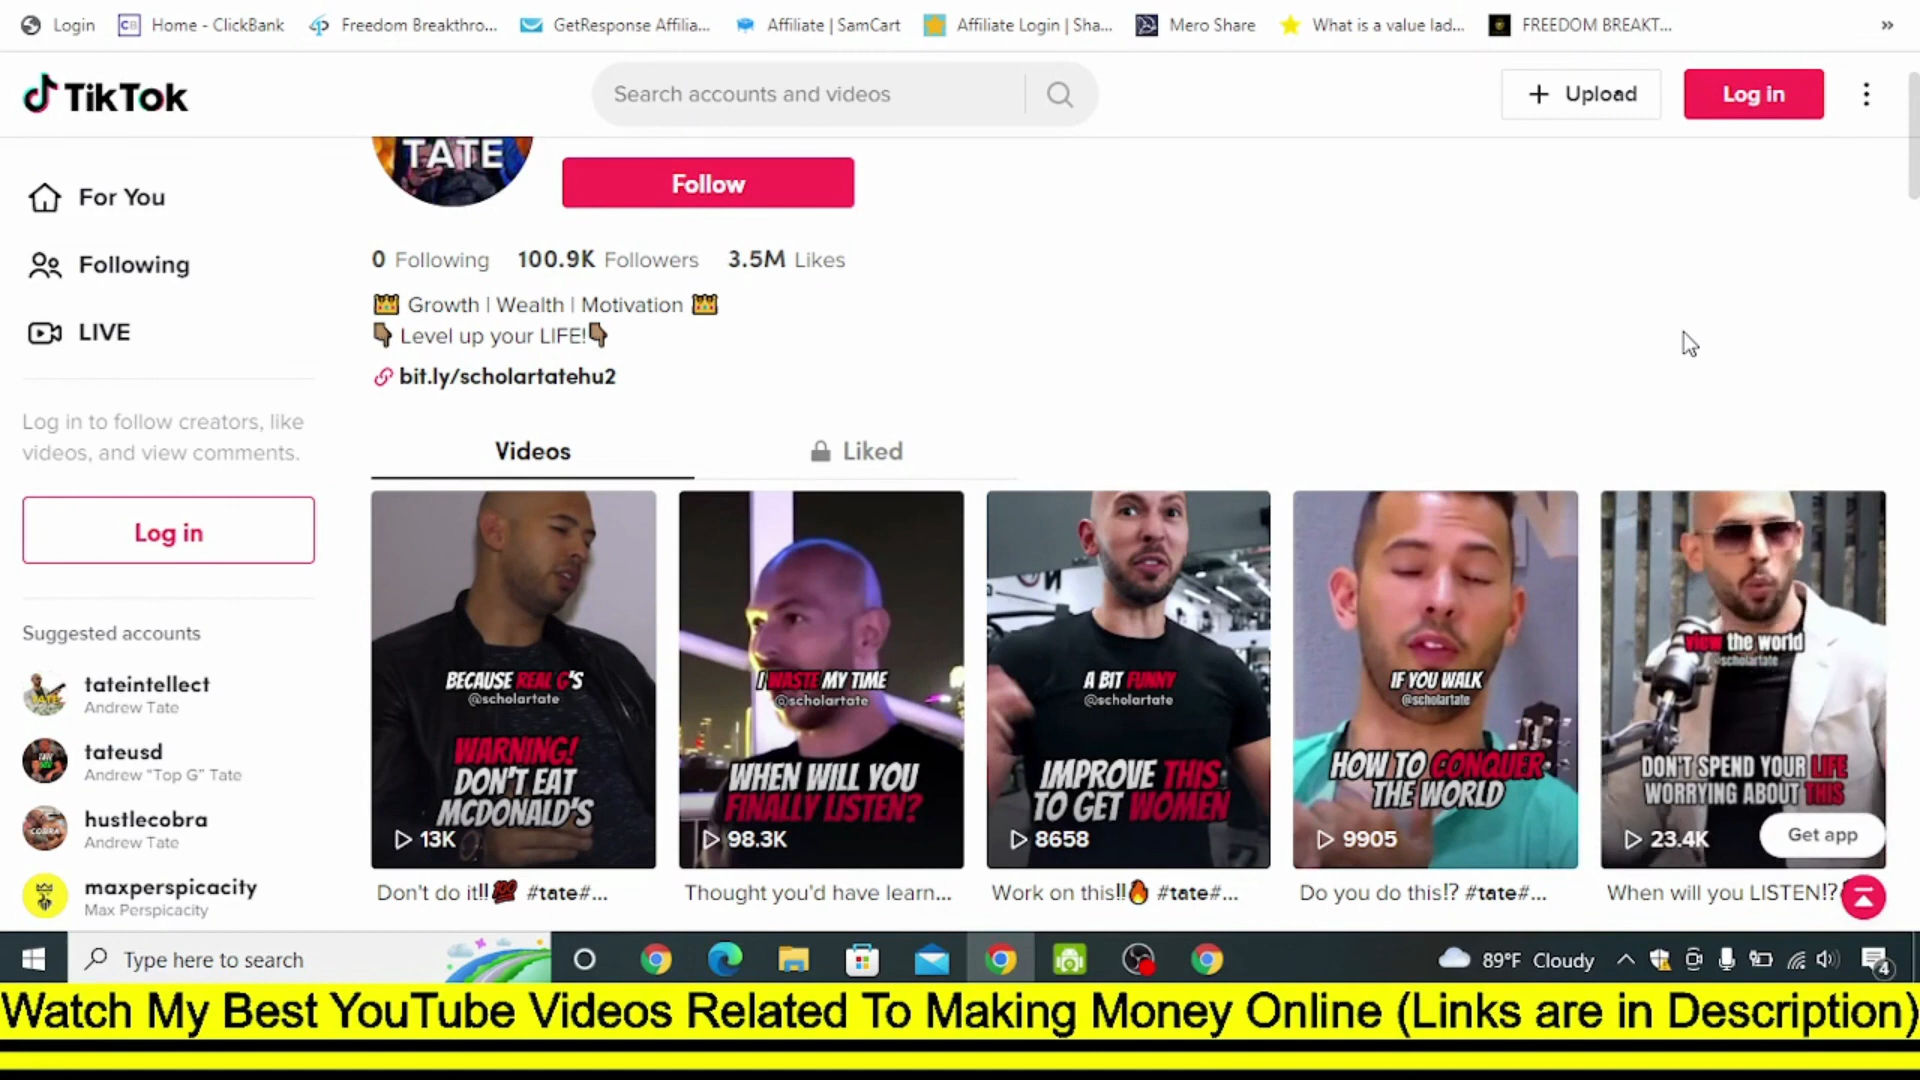 Login
Home - ClickBank
Freedom Breakthro...
GetResponse Affilia...
Affiliate | SamCart
Affiliate Login | Sha...
Mero Share
What is a value lad...
FREEDOM BREAKT...
»
TikTok
Search accounts and videos
+ Upload
Log in
TATE
Follow
For You
Following
LIVE
0 Following 100.9K Followers 3.5M Likes
👑 Growth | Wealth | Motivation 👑
👇🏾 Level up your LIFE!👇🏾
bit.ly/scholartatehu2
Log in to follow creators, like
videos, and view comments.
Log in
Suggested accounts
tateintellect
Andrew Tate
tateusd
Andrew "Top G" Tate
hustlecobra
Andrew Tate
COBRA
maxperspicacity
Max Perspicacity
Videos
Liked
BECAUSE REAL G'S
@scholartate
WARNING!
DON'T EAT
MCDONALD'S
13K
Don't do it!!💯 #tate#...
I WASTE MY TIME
@scholartate
WHEN WILL YOU
FINALLY LISTEN?
98.3K
Thought you'd have learn...
A BIT FUNNY
@scholartate
IMPROVE THIS
TO GET WOMEN
8658
Work on this!!🔥 #tate#...
IF YOU WALK
@scholartate
HOW TO CONQUER
THE WORLD
9905
Do you do this!? #tate#...
view the world
@scholartate
DON'T SPEND YOUR LIFE
WORRYING ABOUT THIS
23.4K
Get app
When will you LISTEN!?
Type here to search
89°F Cloudy
4
Watch My Best YouTube Videos Related To Making Money Online (Links are in Description)